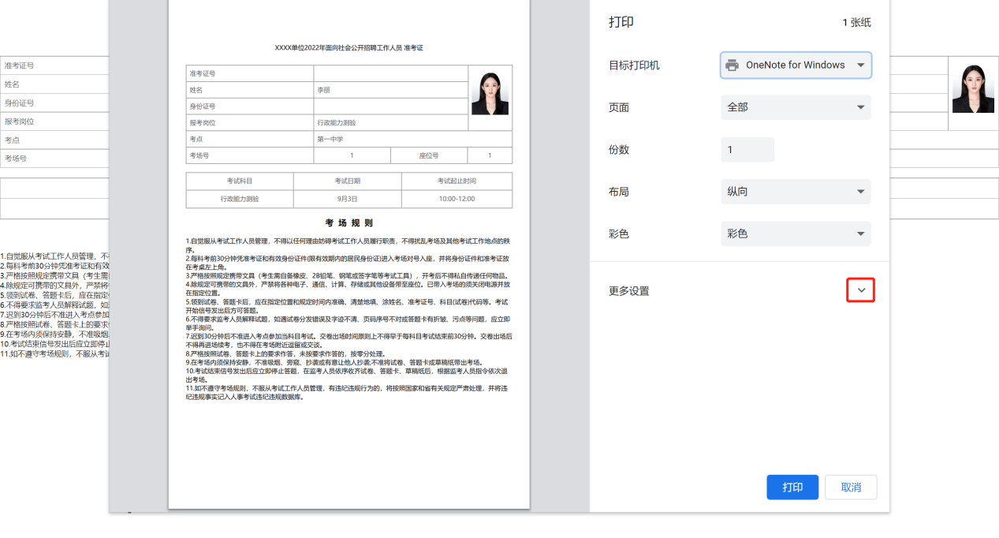 打印
1 张纸
XXXX单位2022年面向社会公开招聘工作人员 准考证
目标打印机
OneNote for Windows
准考证号
准考证号
姓名
姓名 李丽
身份证号
身份证号
页面
全部
报考岗位
报考岗位 行政能力测验
考点
考点 第一中学
份数
1
考场号
考场号 1 座位号 1
考试科目 考试日期 考试起止时间
布局
纵向
行政能力测验 9月3日 10:00-12:00
考 场 规 则
彩色
彩色
1.自觉服从考试工作人员管理，不得以任何理由妨碍考试工作人员履行职责，不得扰乱考场及其他考试工作地点的秩
序。
2.每科考前30分钟凭准考证和有效身份证件(限有效期内的居民身份证)进入考场对号入座，并将身份证件和准考证放
在考桌左上角。
3.严格按照规定携带文具（考生需自备橡皮、2B铅笔、钢笔或签字笔等考试工具），开考后不得私自传递任何物品。
4.除规定可携带的文具外，严禁将各种电子、通信、计算、存储或其他设备带至座位。已带入考场的须关闭电源并放
在指定位置。
5.领到试卷、答题卡后，应在指定位置和规定时间内准确、清楚地填、涂姓名、准考证号、科目(试卷)代码等。考试
开始信号发出后方可答题。
6.不得要求监考人员解释试题，如遇试卷分发错误及字迹不清、页码序号不对或答题卡有折皱、污点等问题，应立即
举手询问。
7.迟到30分钟后不准进入考点参加当科目考试。交卷出场时间原则上不得早于每科目考试结束前30分钟。交卷出场后
不得再进场续考，也不得在考场附近逗留或交谈。
8.严格按照试卷、答题卡上的要求作答，未按要求作答的，按零分处理。
9.在考场内须保持安静，不准吸烟、旁窥、抄袭或有意让他人抄袭;不准将试卷、答题卡或草稿纸带出考场。
10.考试结束信号发出后应立即停止答题，在监考人员依序收齐试卷、答题卡、草稿纸后，根据监考人员指令依次退
出考场。
11.如不遵守考场规则，不服从考试工作人员管理，有违纪违规行为的，将按照国家和省有关规定严肃处理，并将违
纪违规事实记入人事考试违纪违规数据库。
1.自觉服从考试工作人员管理，不
2.每科考前30分钟凭准考证和有效
3.严格按照规定携带文具（考生需
4.除规定可携带的文具外，严禁将
5.领到试卷、答题卡后，应在指定
6.不得要求监考人员解释试题，如
7.迟到30分钟后不准进入考点参加
8.严格按照试卷、答题卡上的要求
9.在考场内须保持安静，不准吸烟
10.考试结束信号发出后应立即停止
11.如不遵守考场规则，不服从考试
更多设置
打印
取消